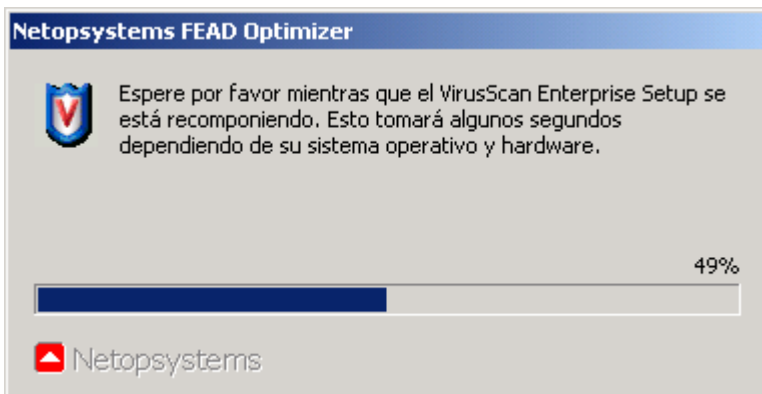 Netopsystems FEAD Optimizer
Espere por favor mientras que el VirusScan Enterprise Setup se
está recomponiendo. Esto tomará algunos segundos
dependiendo de su sistema operativo y hardware.
49%
Netopsystems